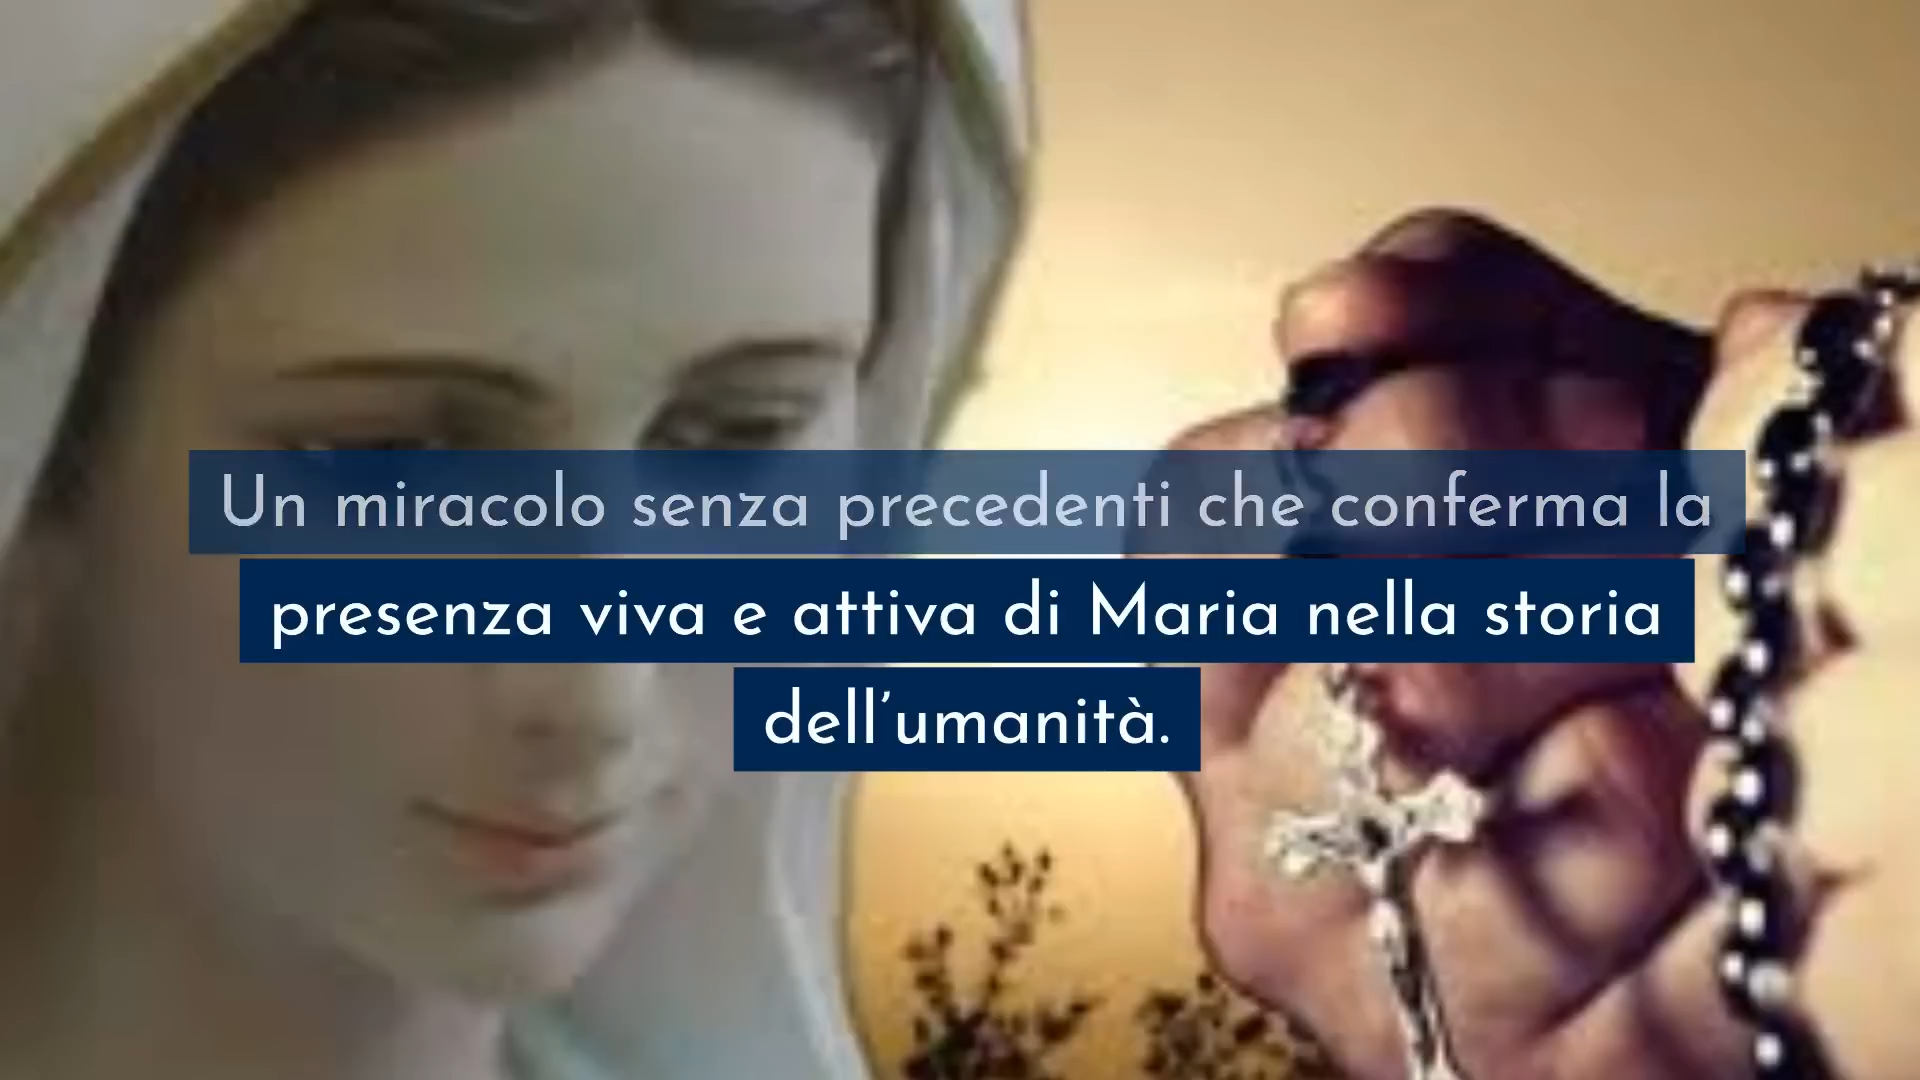 Un miracolo senza precedenti che conferma la
presenza viva e attiva di Maria nella storia
dell’umanità.